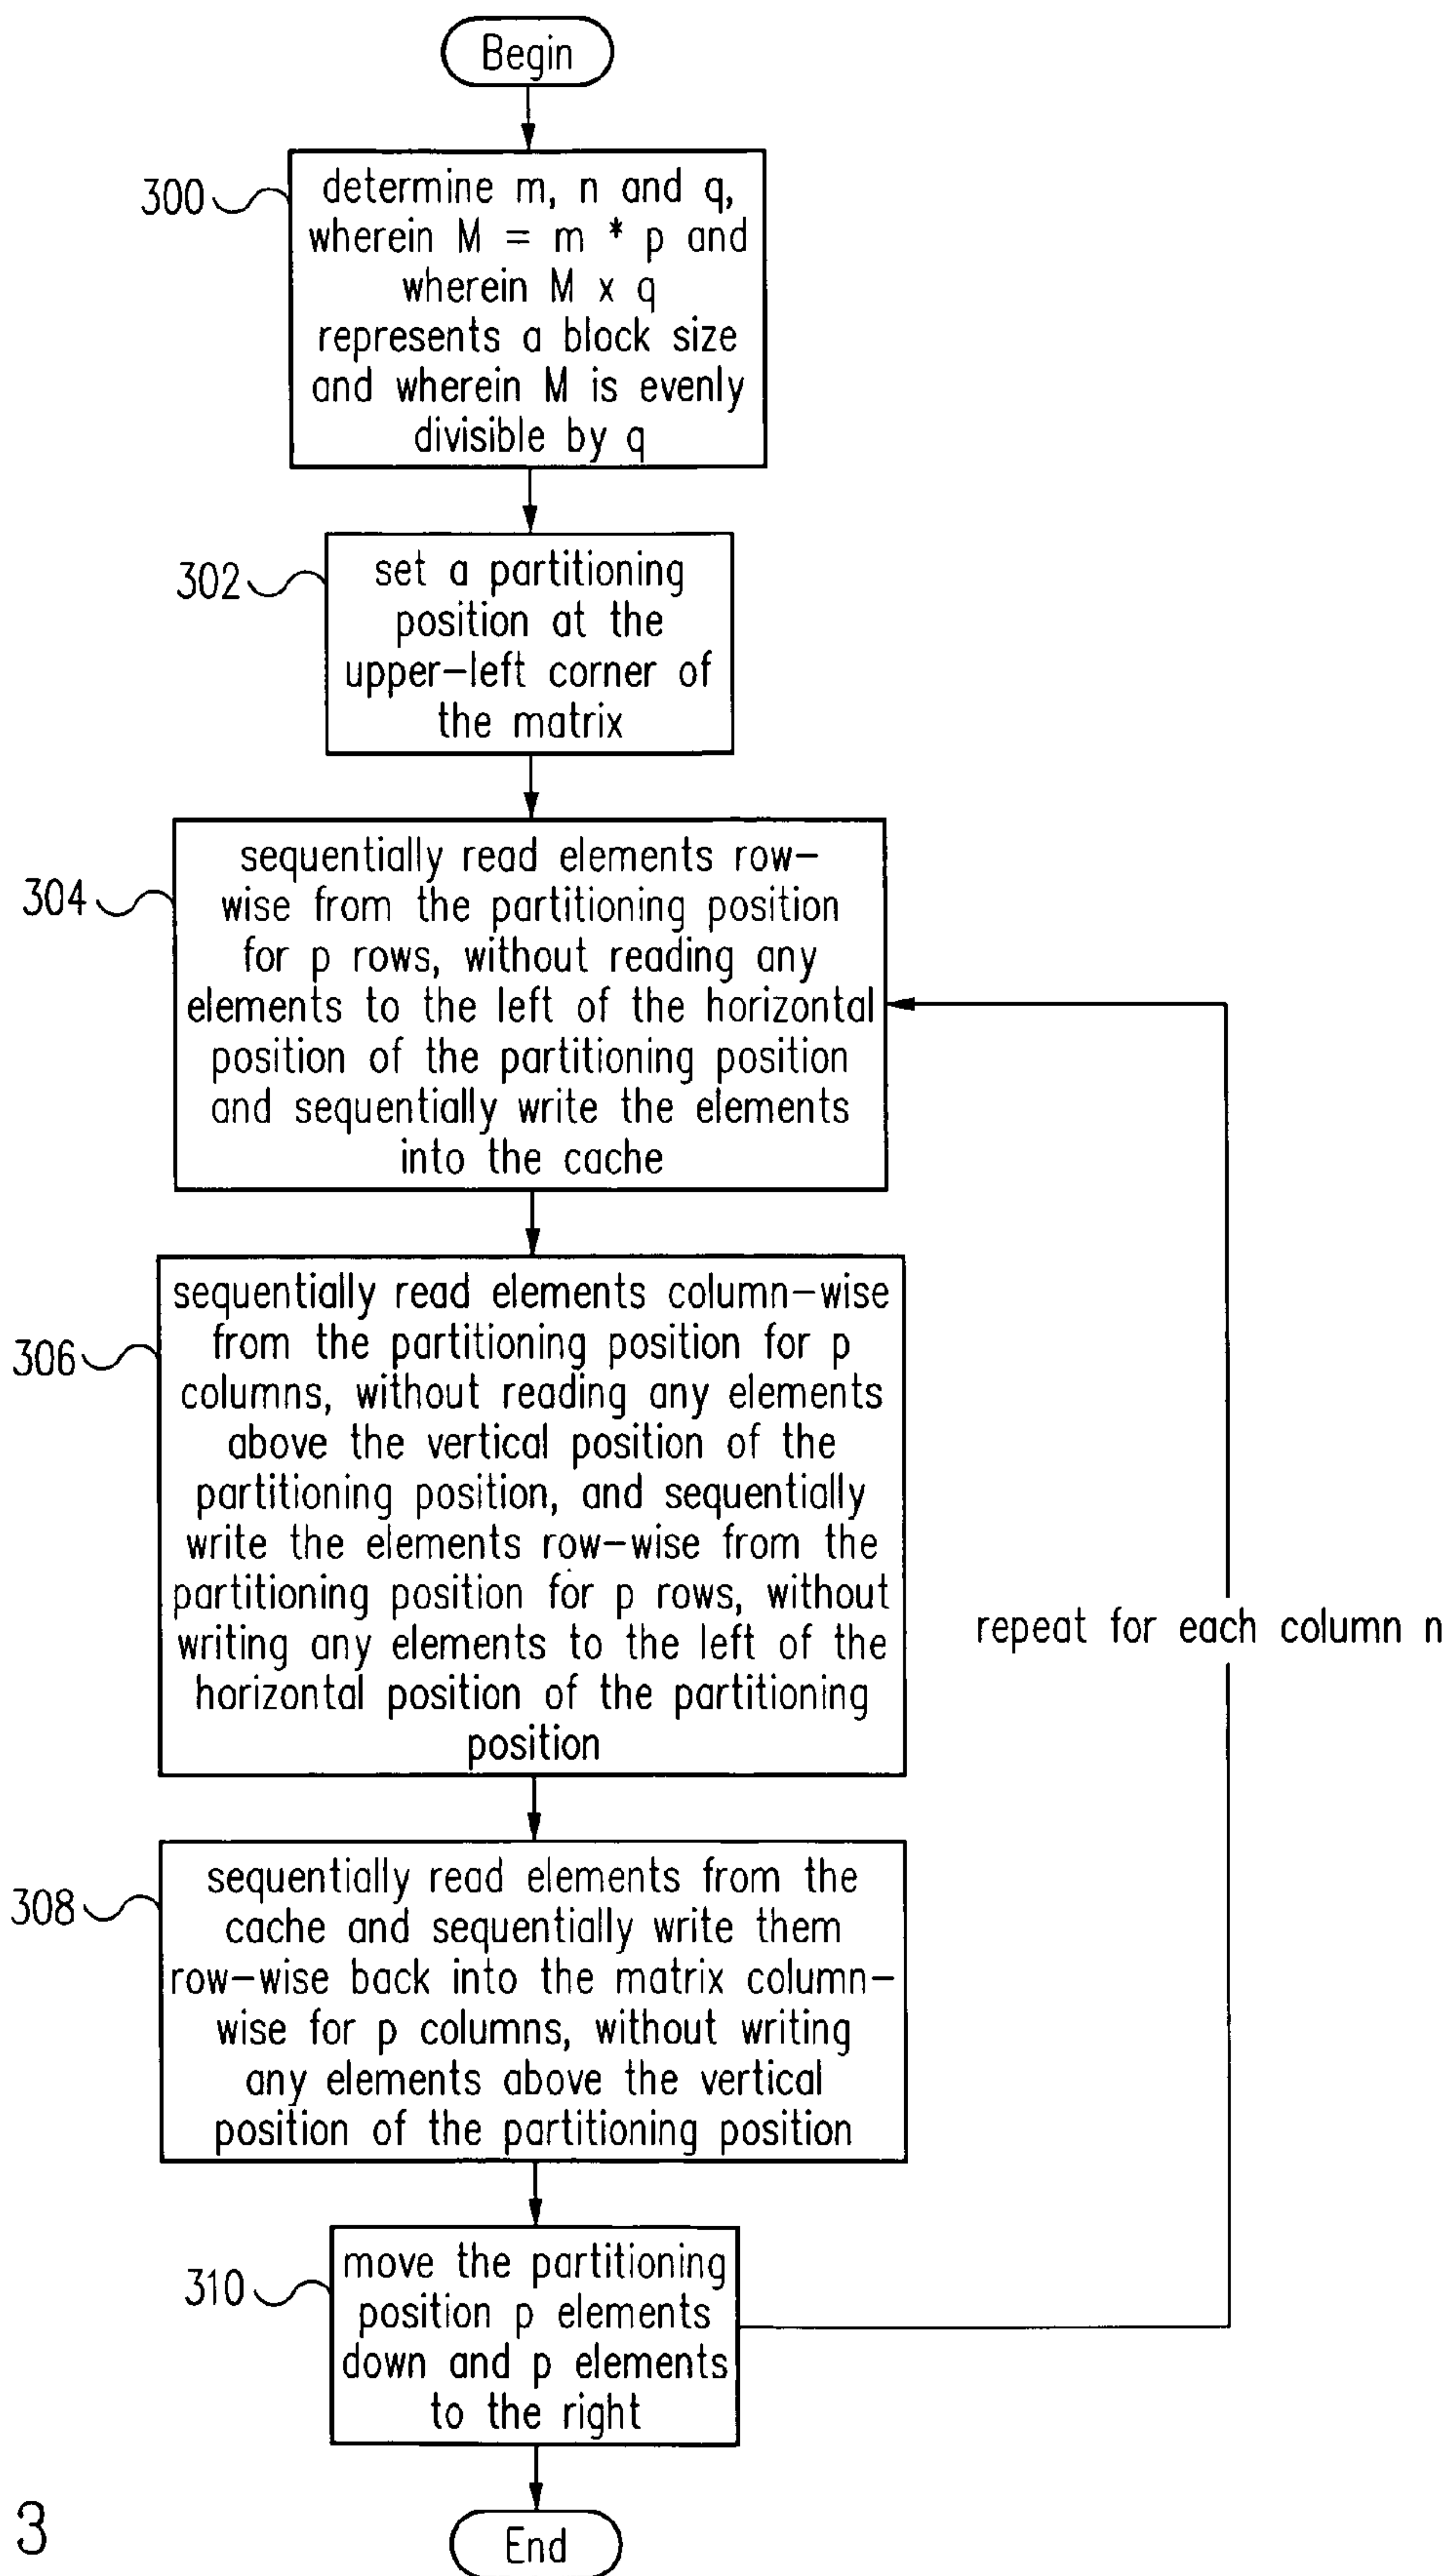 Begin
300
determine m, n and q,
wherein M = m * p and
wherein M x q
represents a block size
and wherein M is evenly
divisible by q
302
set a partitioning
position at the
upper-left corner of
the matrix
304
sequentially read elements row-
wise from the partitioning position
for p rows, without reading any
elements to the left of the horizontal
position of the partitioning position
and sequentially write the elements
into the cache
306
sequentially read elements column-wise
from the partitioning position for p
columns, without reading any elements
above the vertical position of the
partitioning position, and sequentially
write the elements row-wise from the
partitioning position for p rows, without
writing any elements to the left of the
horizontal position of the partitioning
position
repeat for each column n
308
sequentially read elements from the
cache and sequentially write them
row-wise back into the matrix column-
wise for p columns, without writing
any elements above the vertical
position of the partitioning position
310
move the partitioning
position p elements
down and p elements
to the right
End
3